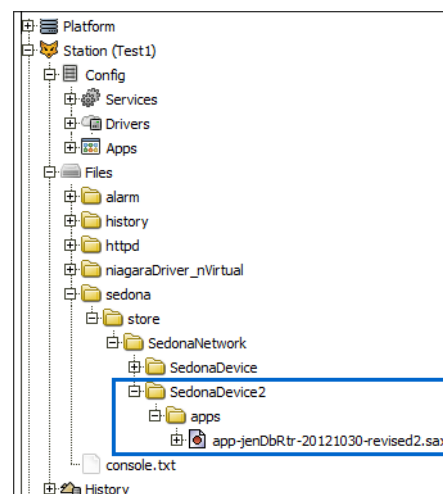 Platform
Station (Test1)
Config
Services
Drivers
Apps
Files
alarm
history
httpd
niagaraDriver_nVirtual
sedona
store
SedonaNetwork
SedonaDevice
SedonaDevice2
apps
app-jenDbRtr-20121030-revised2.sax
console.txt
History